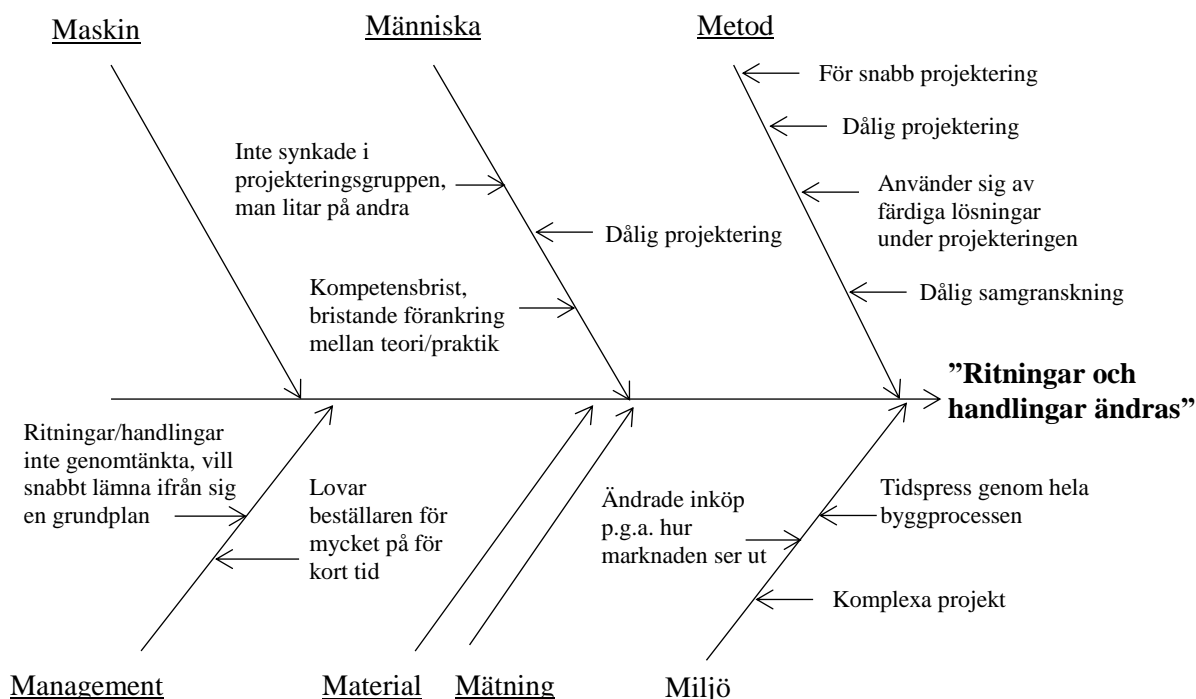 Maskin
Människa
Metod
För snabb projektering
Dålig projektering
Inte synkade i
projekteringsgruppen,
man litar på andra
Använder sig av
färdiga lösningar
under projekteringen
Dålig projektering
Kompetensbrist,
bristande förankring
mellan teori/praktik
Dålig samgranskning
”Ritningar och
handlingar ändras”
Ritningar/handlingar
inte genomtänkta, vill
snabbt lämna ifrån sig
en grundplan
Lovar
beställaren för
mycket på för
kort tid
Ändrade inköp
p.g.a. hur
marknaden ser ut
Tidspress genom hela
byggprocessen
Komplexa projekt
Management
Material
Mätning
Miljö